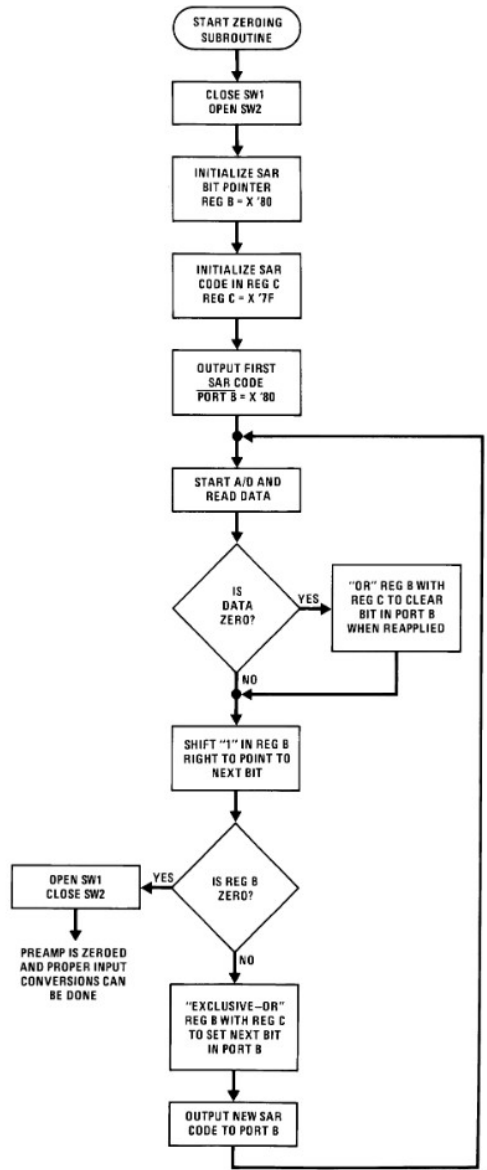 START ZEROING
SUBROUTINE
CLOSE SW1
OPEN SW2
INITIALIZE SAR
BIT POINTER
REG B = X '80
INITIALIZE SAR
CODE IN REG C
REG C = X '7F
OUTPUT FIRST
SAR CODE
PORT B = X '80
START A/D AND
READ DATA
IS
DATA
ZERO?
YES
"OR" REG B WITH
REG C TO CLEAR
BIT IN PORT B
WHEN REAPPLIED
NO
SHIFT "1" IN REG B
RIGHT TO POINT TO
NEXT BIT
IS REG B
ZERO?
YES
OPEN SW1
CLOSE SW2
PREAMP IS ZEROED
AND PROPER INPUT
CONVERSIONS CAN
BE DONE
NO
"EXCLUSIVE–OR"
REG B WITH REG C
TO SET NEXT BIT
IN PORT B
OUTPUT NEW SAR
CODE TO PORT B